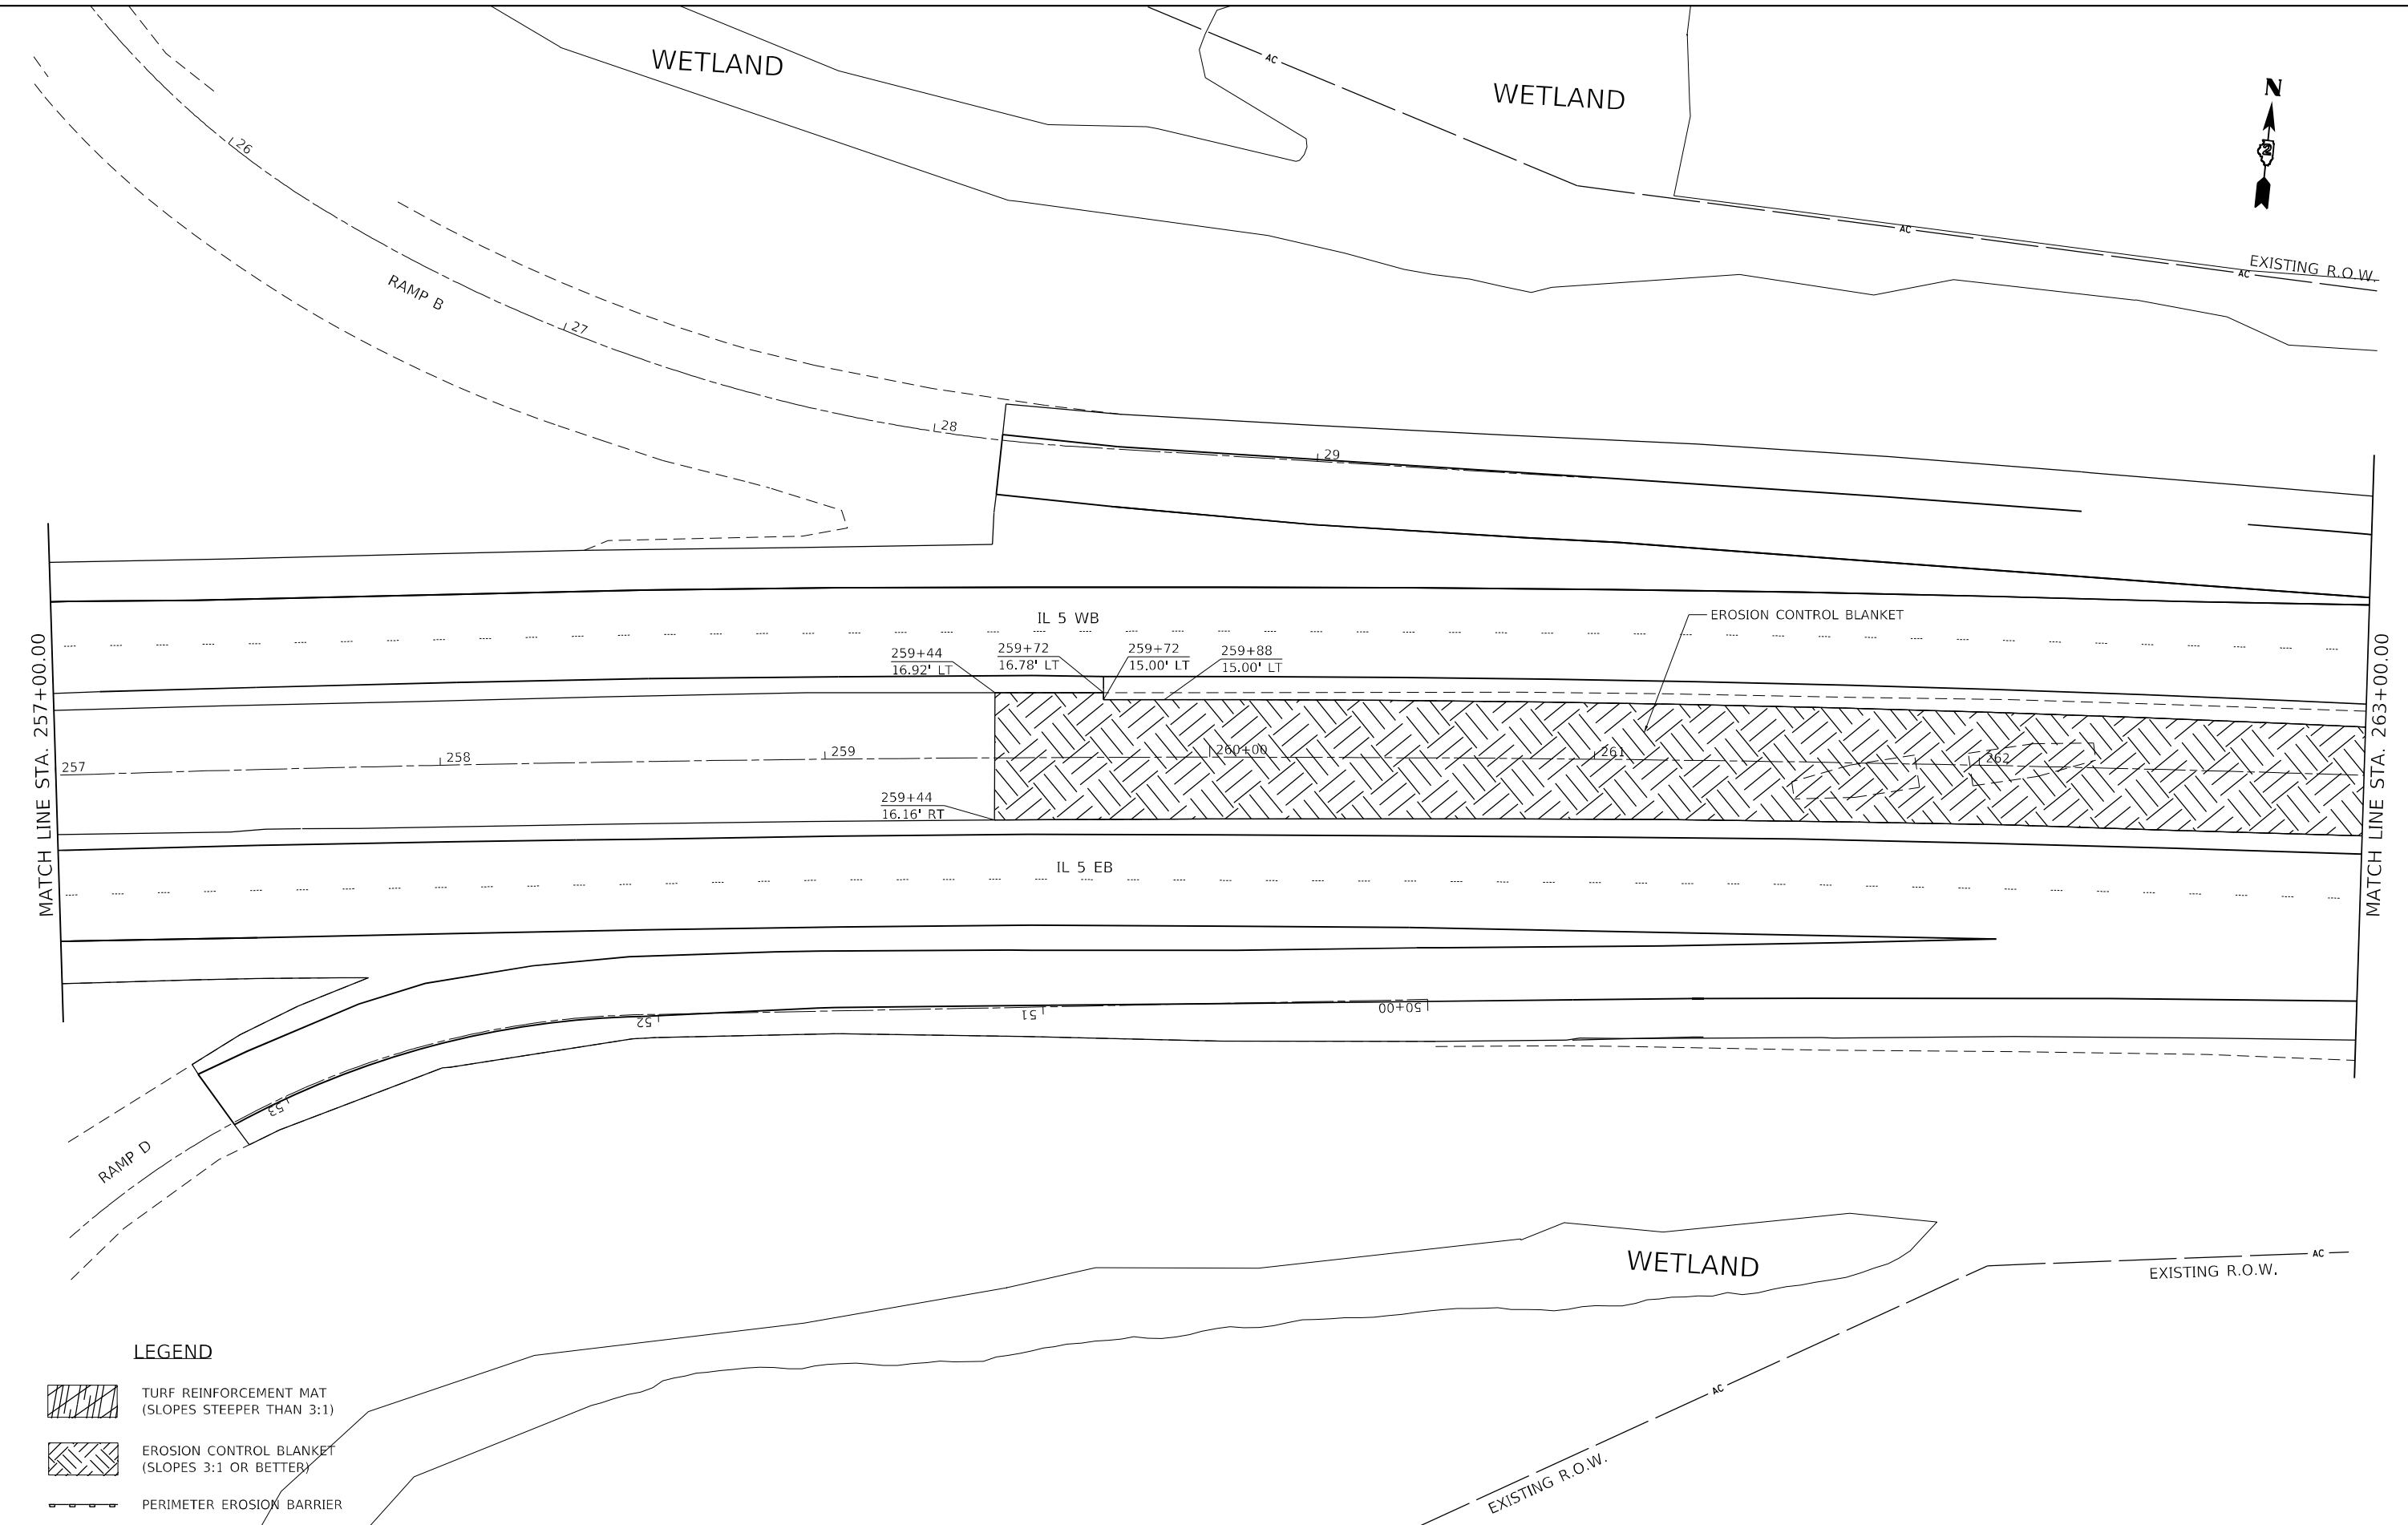 WETLAND
AC
WETLAND
N
AC
EXISTING R.O.W.
AC
26
RAMP B
27
28
29
IL 5 WB
EROSION CONTROL BLANKET
259+44
16.92' LT
259+72
16.78' LT
259+72
15.00' LT
259+88
15.00' LT
MATCH LINE STA. 257+00.00
MATCH LINE STA. 263+00.00
257
258
259
260+00
261
262
259+44
16.16' RT
IL 5 EB
53
52
51
50+00
RAMP D
WETLAND
AC
EXISTING R.O.W.
AC
EXISTING R.O.W.
LEGEND
TURF REINFORCEMENT MAT
(SLOPES STEEPER THAN 3:1)
EROSION CONTROL BLANKET
(SLOPES 3:1 OR BETTER)
PERIMETER EROSION BARRIER